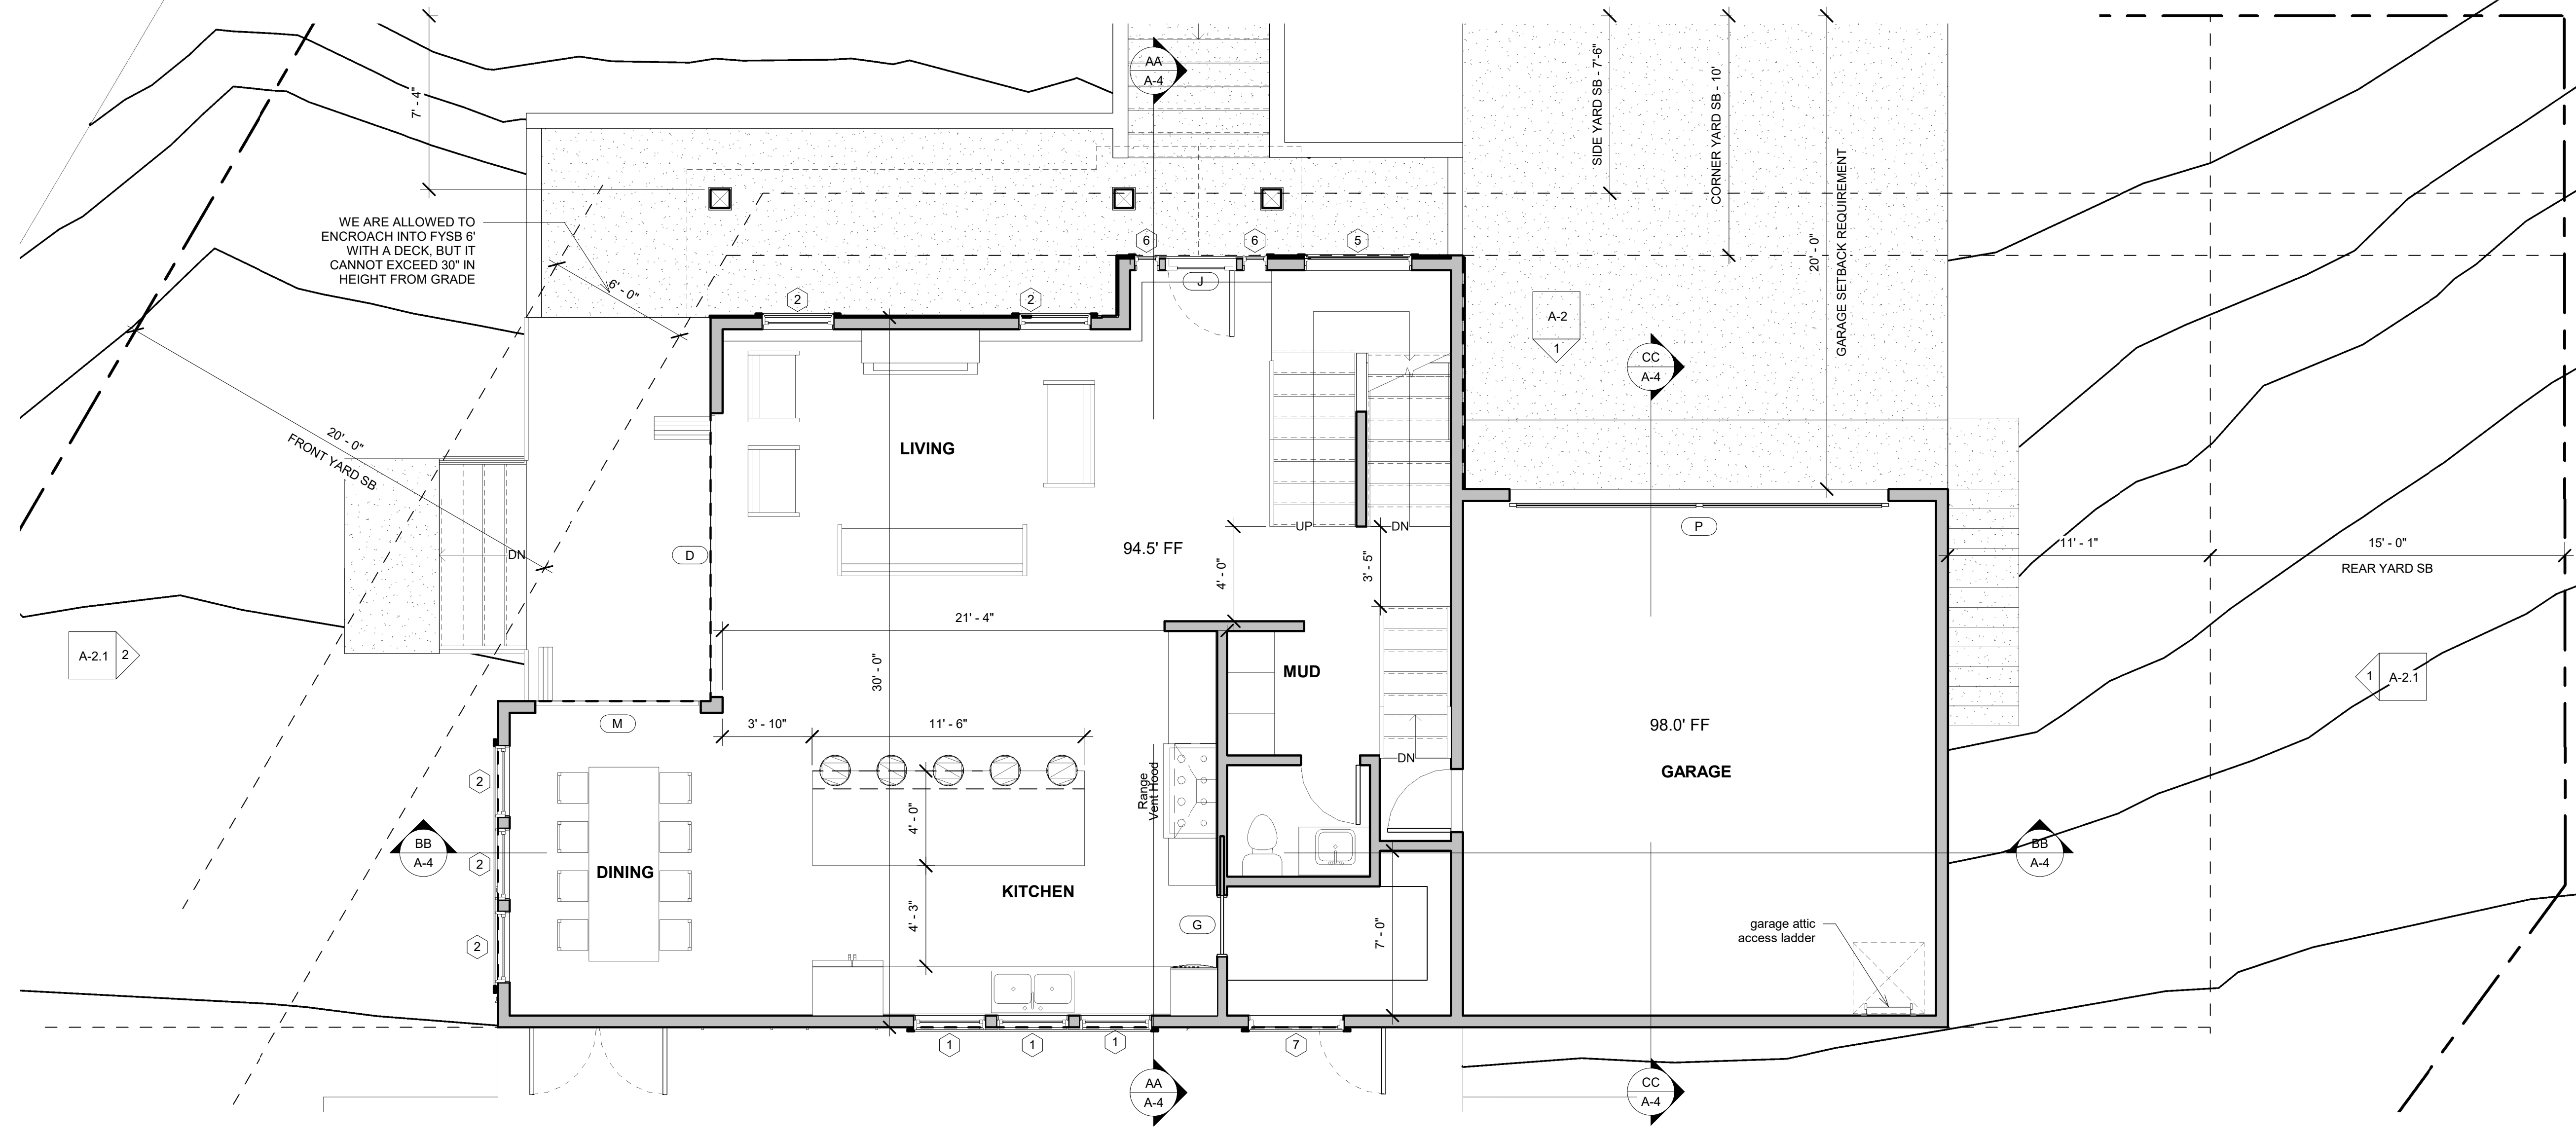 AA
A-4
7' - 4"
SIDE YARD SB - 7'-6"
CORNER YARD SB - 10'
GARAGE SETBACK REQUIREMENT
20' - 0"
WE ARE ALLOWED TO
ENCROACH INTO FYSB 6'
WITH A DECK, BUT IT
CANNOT EXCEED 30" IN
HEIGHT FROM GRADE
6' - 0"
6
6
5
J
2
2
A-2
1
CC
A-4
20' - 0"
FRONT YARD SB
LIVING
94.5' FF
UP
DN
DN
D
P
4' - 0"
3' - 5"
11' - 1"
15' - 0"
REAR YARD SB
21' - 4"
30' - 0"
A-2.1
2
MUD
1
A-2.1
M
3' - 10"
11' - 6"
98.0' FF
GARAGE
DN
Range
Vent Hood
2
4' - 0"
BB
A-4
2
DINING
KITCHEN
BB
A-4
2
4' - 3"
G
7' - 0"
garage attic
access ladder
1
1
1
7
AA
A-4
CC
A-4